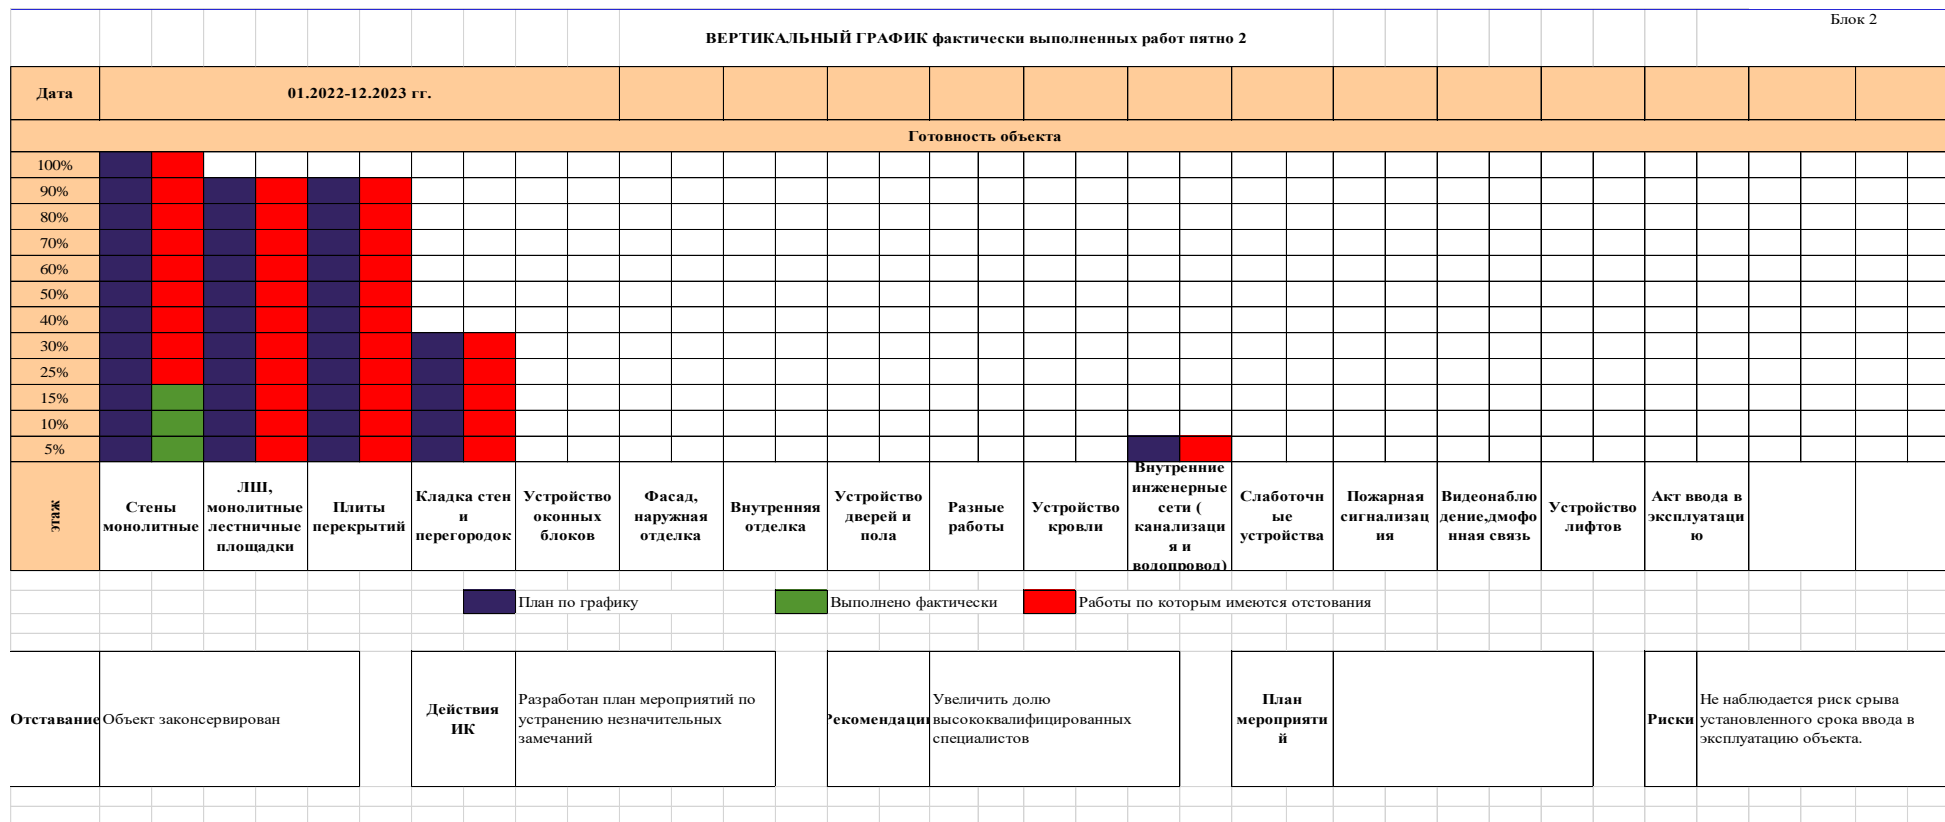 Блок 2
ВЕРТИКАЛЬНЫЙ ГРАФИК фактически выполненных работ пятно 2
Дата
01.2022-12.2023 гг.
Готовность объекта
100%
90%
80%
70%
60%
50%
40%
30%
25%
15%
10%
5%
этаж
Стены
монолитные
ЛШ,
монолитные
лестничные
площадки
Плиты
перекрытий
Кладка стен
и
перегородок
Устройство
оконных
блоков
Фасад,
наружная
отделка
Внутренняя
отделка
Устройство
дверей и
пола
Разные
работы
Устройство
кровли
Внутренние
инженерные
сети (
канализаци
я и
водопровод)
Слаботочн
ые
устройства
Пожарная
сигнализац
ия
Видеонаблю
дение,дмофо
нная связь
Устройство
лифтов
Акт ввода в
эксплуатаци
ю
План по графику
Выполнено фактически
Работы по которым имеются отстования
Отставание
Объект законсервирован
Действия
ИК
Разработан план мероприятий по
устранению незначительных
замечаний
Рекомендации
Увеличить долю
высококвалифицированных
специалистов
План
мероприяти
й
Риски
Не наблюдается риск срыва
установленного срока ввода в
эксплуатацию объекта.